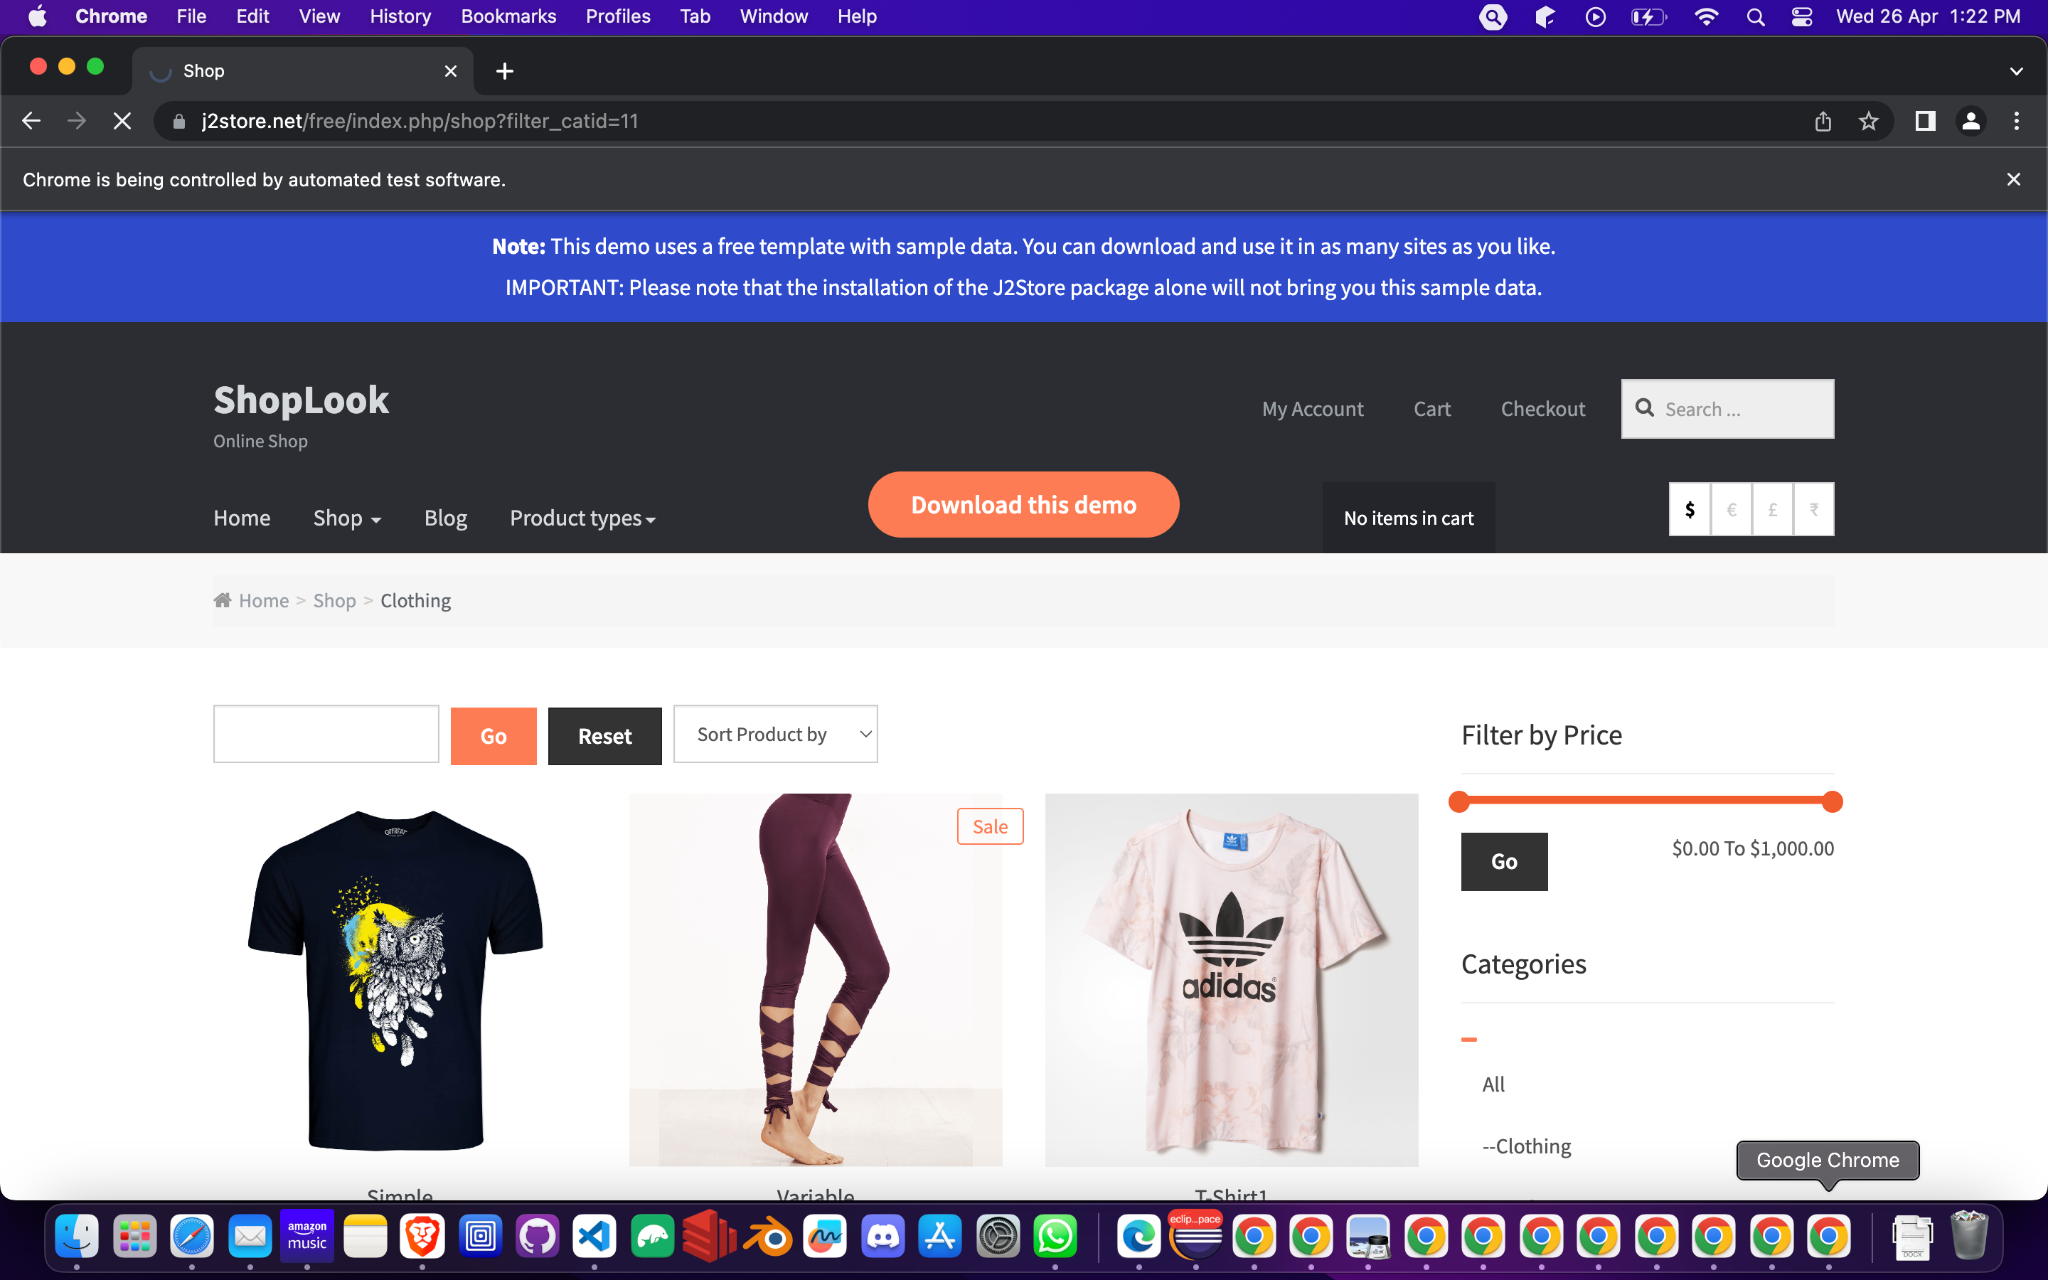 Chrome File Edit View History Bookmarks Profiles Tab Window Help Wed 26 Apr 1:22 PM
Shop
j2store.net/free/index.php/shop?filter_catid=11
Chrome is being controlled by automated test software.
Note: This demo uses a free template with sample data. You can download and use it in as many sites as you like.
IMPORTANT: Please note that the installation of the J2Store package alone will not bring you this sample data.
ShopLook
Online Shop
My Account Cart Checkout Search ...
Home Shop Blog Product types Download this demo No items in cart $ € £ ₹
Home > Shop > Clothing
Go Reset Sort Product by
Filter by Price
Sale
Go $0.00 To $1,000.00
adidas
Categories
All
--Clothing
Google Chrome
Simple Variable T-Shirt1
amazon music
eclip...pace
DOCX